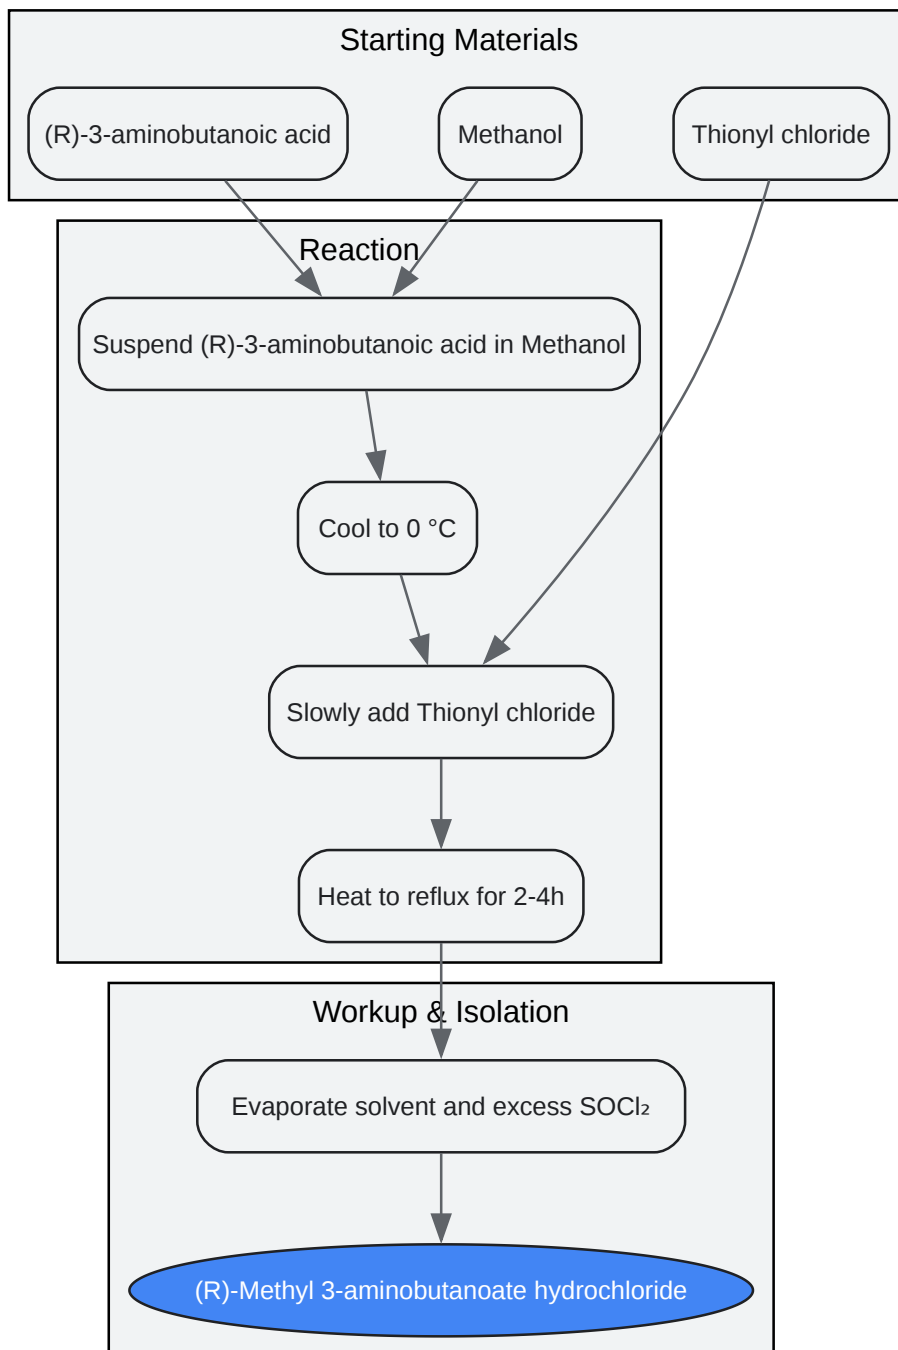 Starting Materials
(R)-3-aminobutanoic acid
Methanol
Thionyl chloride
Reaction
Suspend (R)-3-aminobutanoic acid in Methanol
Cool to 0 °C
Slowly add Thionyl chloride
Heat to reflux for 2-4h
Workup & Isolation
Evaporate solvent and excess SOCl₂
(R)-Methyl 3-aminobutanoate hydrochloride